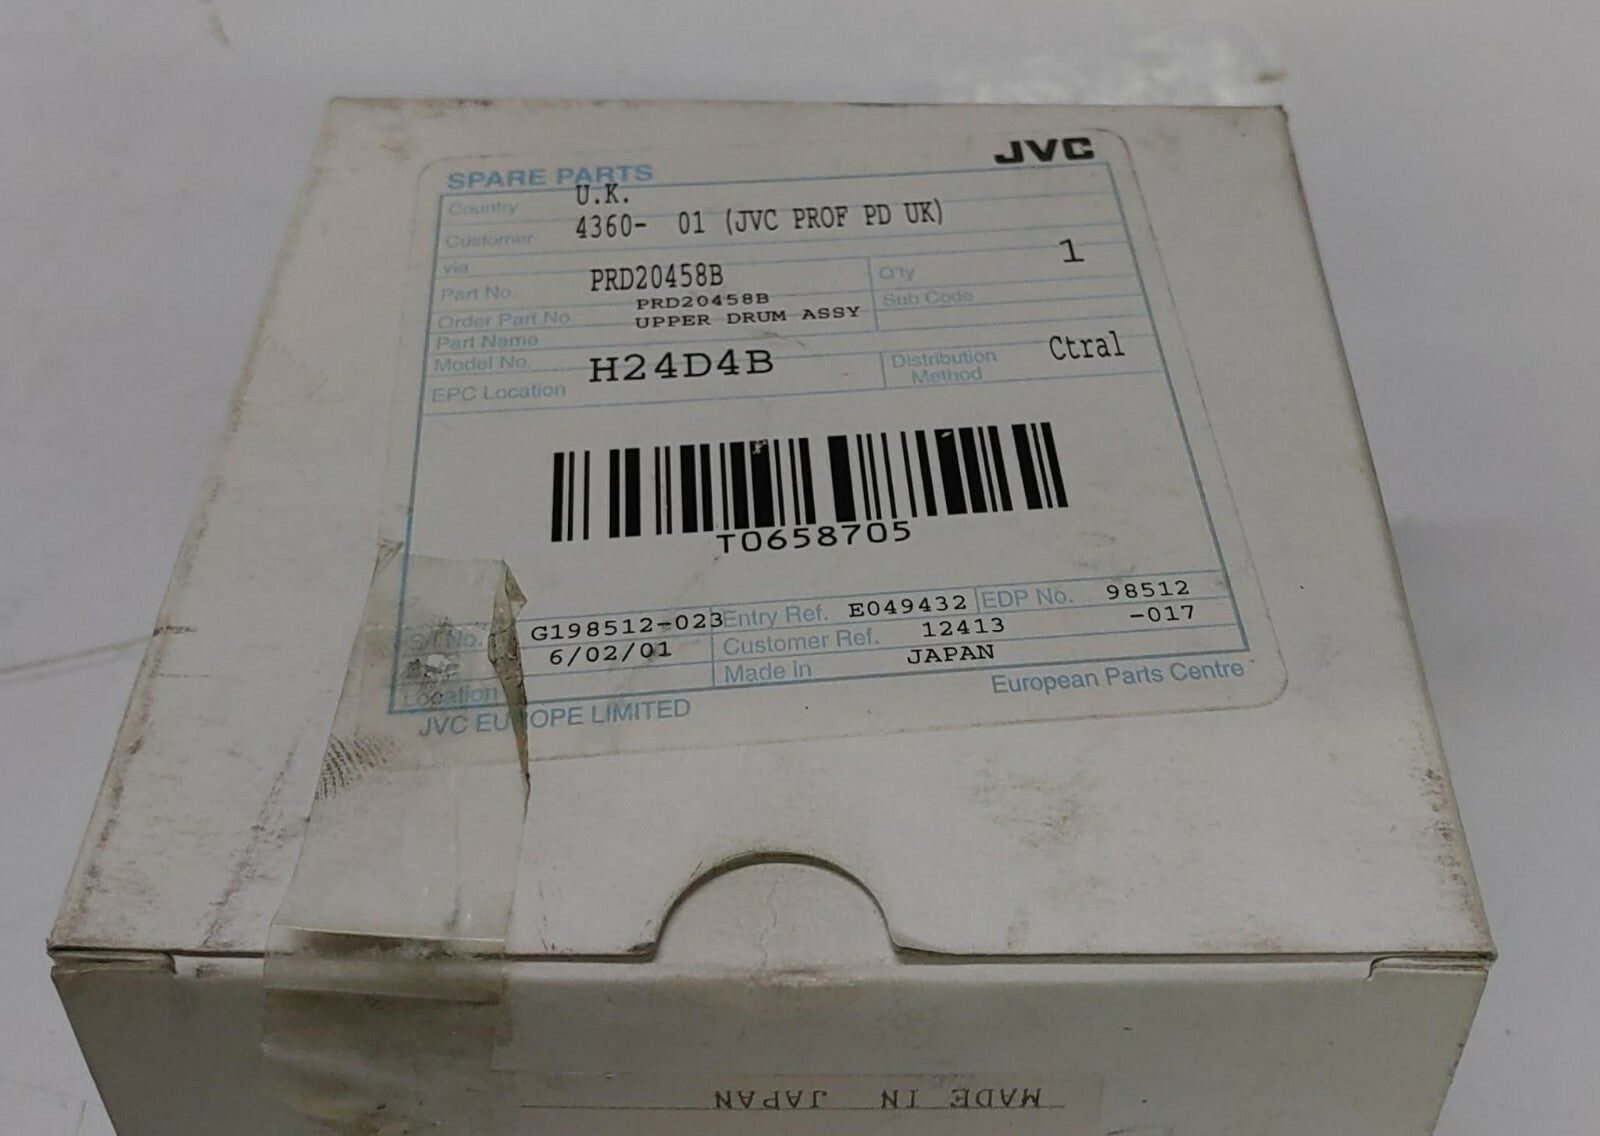 JVC
SPARE PARTS
Country U.K.
Customer 4360- 01 (JVC PROF PD UK)
via
Part No. PRD20458B Q'ty 1
Order Part No. PRD20458B Sub Code
Part Name UPPER DRUM ASSY
Model No.
EPC Location H24D4B Distribution Method Ctral
T0658705
S/I No. G198512-023 Entry Ref. E049432 EDP No. 98512
6/02/01 Customer Ref. 12413 -017
Location Made in JAPAN
JVC EUROPE LIMITED European Parts Centre
MADE IN JAPAN